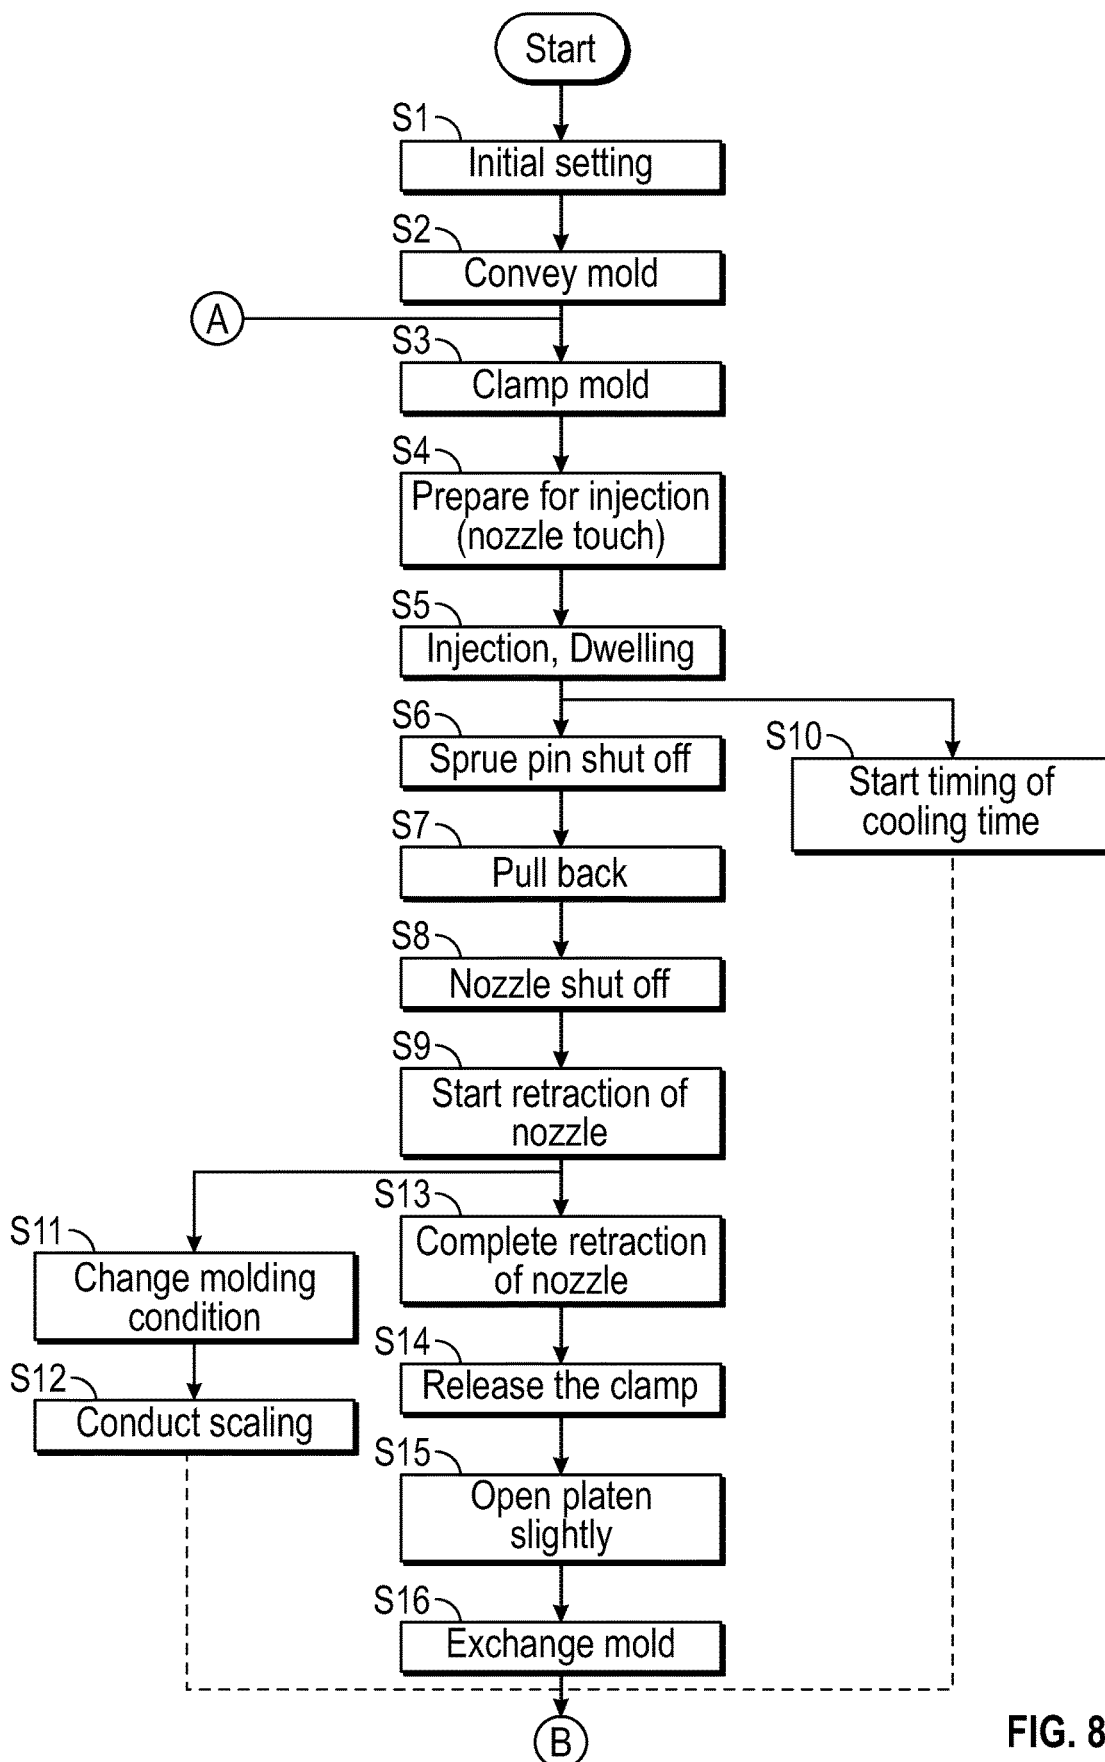 Start
S1
Initial setting
S2
Convey mold
A
S3
Clamp mold
S4
Prepare for injection
(nozzle touch)
S5
Injection, Dwelling
S6
Sprue pin shut off
S10
Start timing of
cooling time
S7
Pull back
S8
Nozzle shut off
S9
Start retraction of
nozzle
S11
Change molding
condition
S12
Conduct scaling
S13
Complete retraction
of nozzle
S14
Release the clamp
S15
Open platen
slightly
S16
Exchange mold
B
FIG. 8